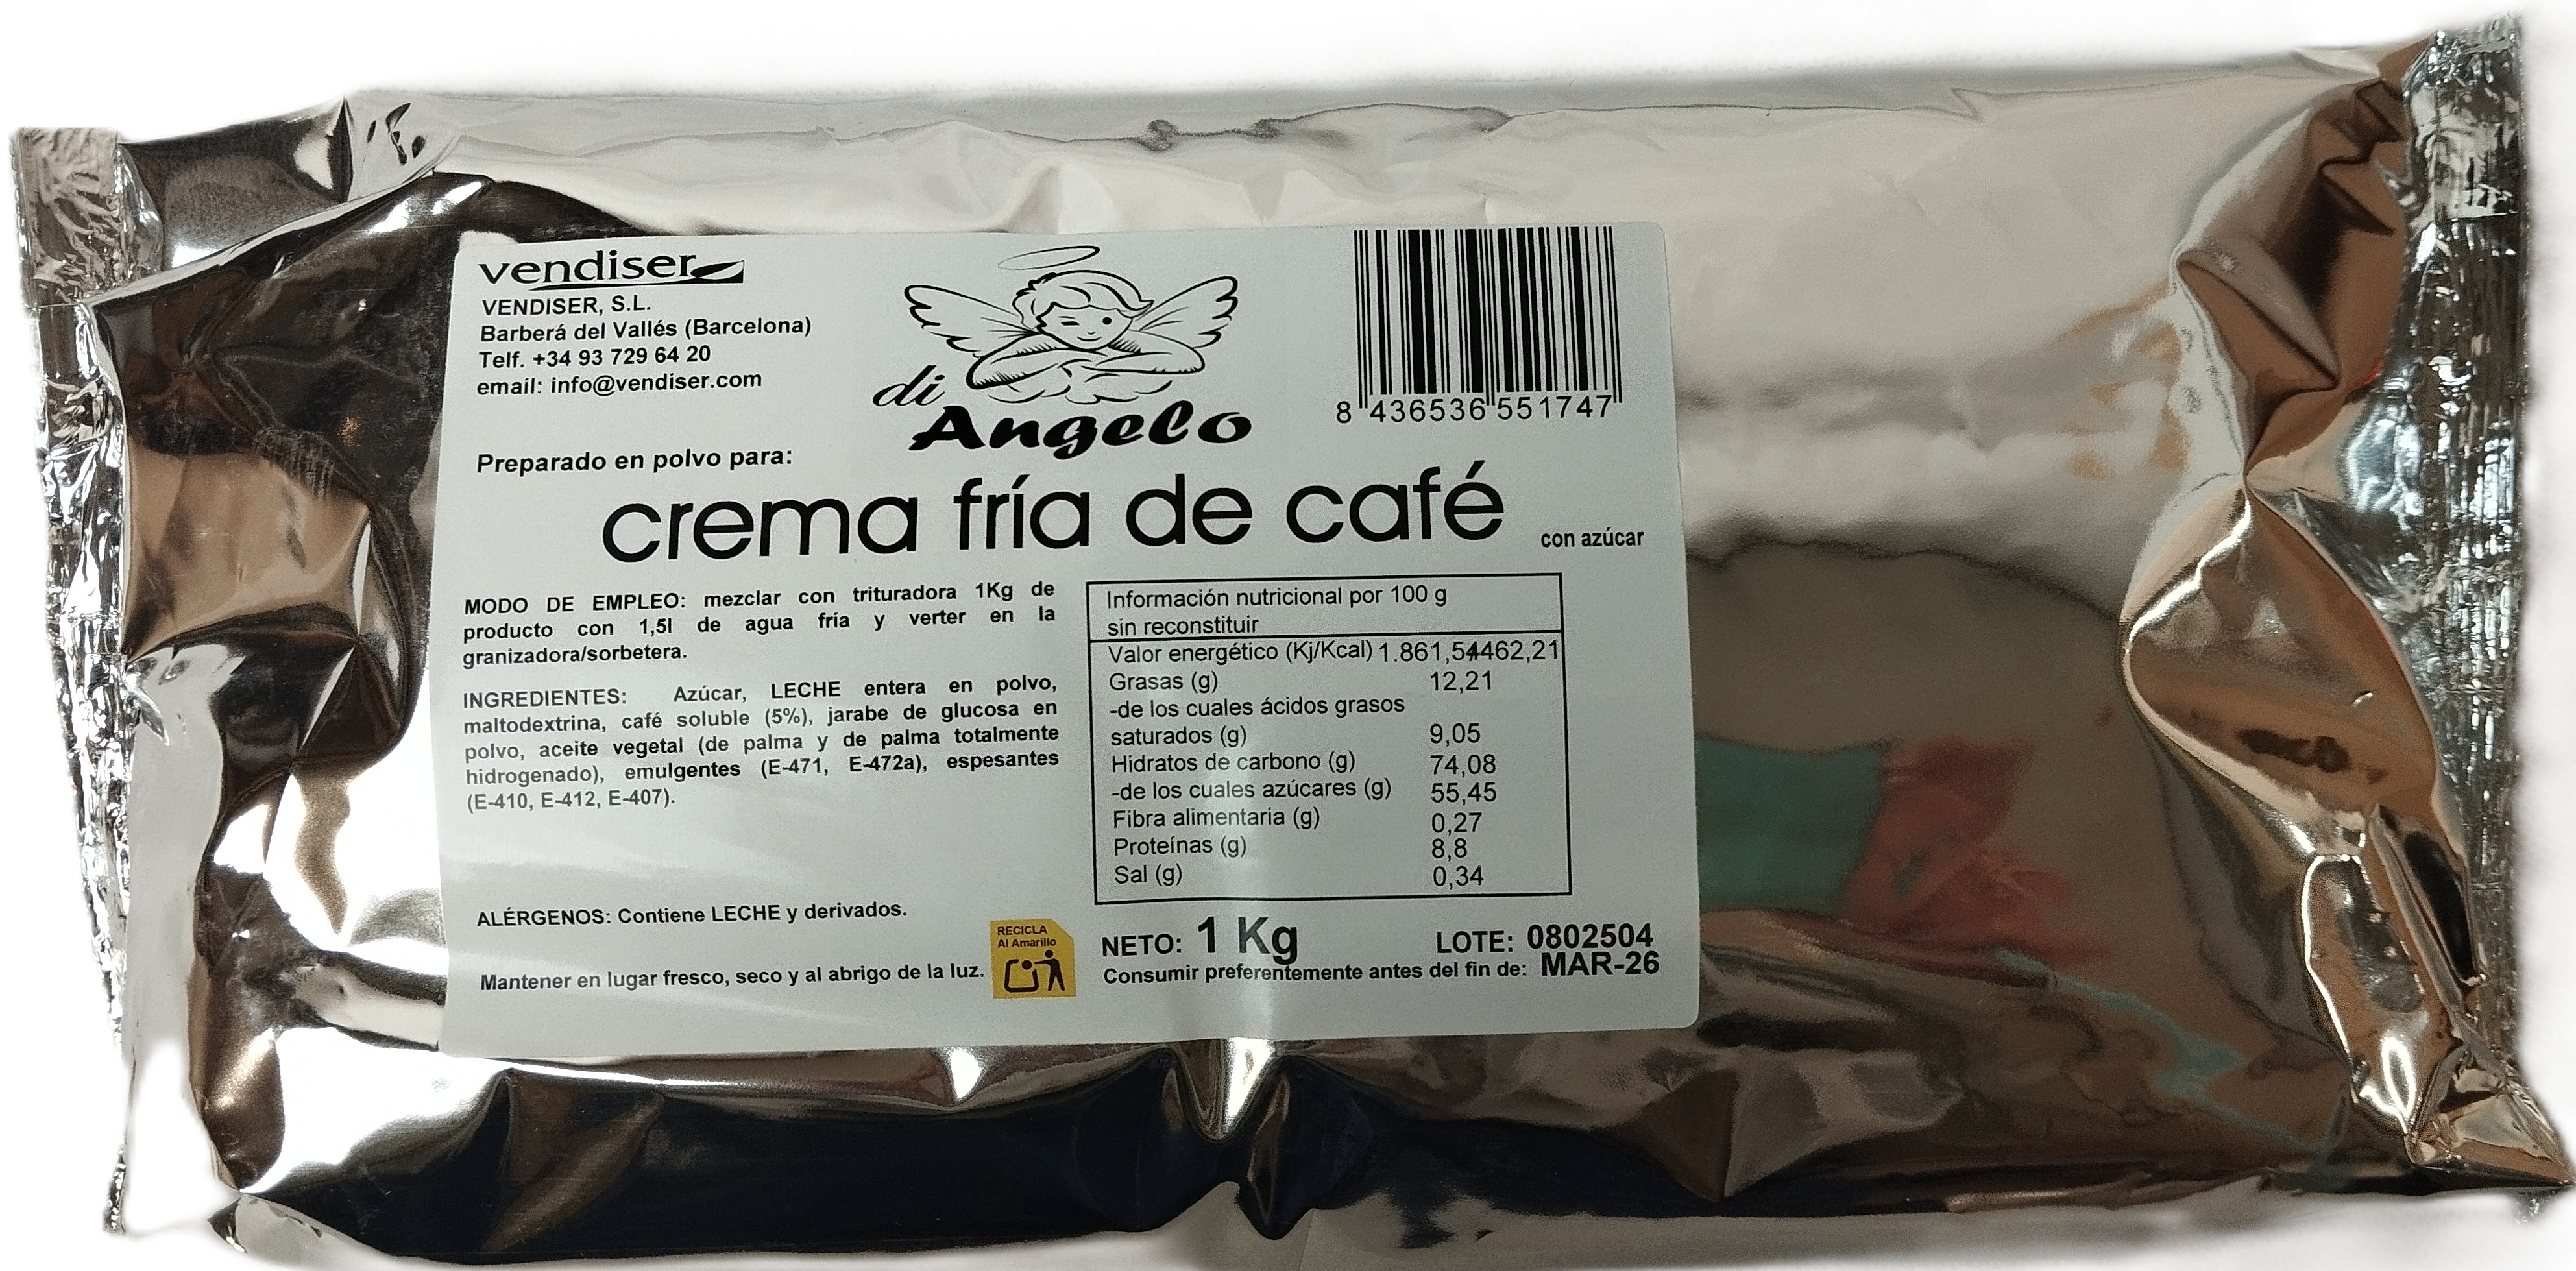 vendiser
VENDISER, S.L.
Barberá del Vallés (Barcelona)
Telf. +34 93 729 64 20
email: info@vendiser.com
di
Angelo
8 436536 551747
Preparado en polvo para:
crema fría de café
con azúcar
MODO DE EMPLEO: mezclar con trituradora 1Kg de
producto con 1,5l de agua fría y verter en la
granizadora/sorbetera.
INGREDIENTES: Azúcar, LECHE entera en polvo,
maltodextrina, café soluble (5%), jarabe de glucosa en
polvo, aceite vegetal (de palma y de palma totalmente
hidrogenado), emulgentes (E-471, E-472a), espesantes
(E-410, E-412, E-407).
ALÉRGENOS: Contiene LECHE y derivados.
Mantener en lugar fresco, seco y al abrigo de la luz.
RECICLA
Al Amarillo
Información nutricional por 100 g
sin reconstituir
Valor energético (Kj/Kcal) 1.861,54462,21
Grasas (g) 12,21
-de los cuales ácidos grasos
saturados (g) 9,05
Hidratos de carbono (g) 74,08
-de los cuales azúcares (g) 55,45
Fibra alimentaria (g) 0,27
Proteínas (g) 8,8
Sal (g) 0,34
NETO: 1 Kg
LOTE: 0802504
Consumir preferentemente antes del fin de: MAR-26